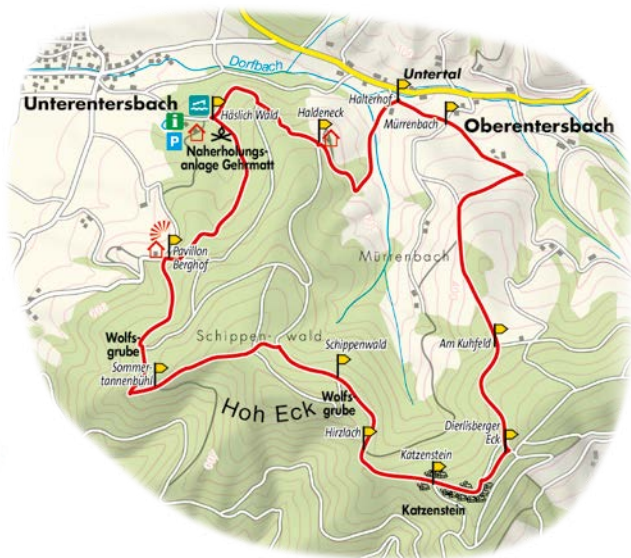 Dorfbach
Untertal
Unterentersbach
Häslich Wald
Haldeneck
Halterhof
Mürrenbach
Oberentersbach
i
P
Naherholungs-
anlage Gehrmatt
Pavillon
Berghof
Mürrenbach
Wolfs-
grube
Schippen-wald
Schippenwald
Am Kuhfeld
Sommer-
tannenbühl
Hoh Eck
Wolfs-
grube
Hirzlach
Dierlisberger
Eck
Katzenstein
Katzenstein